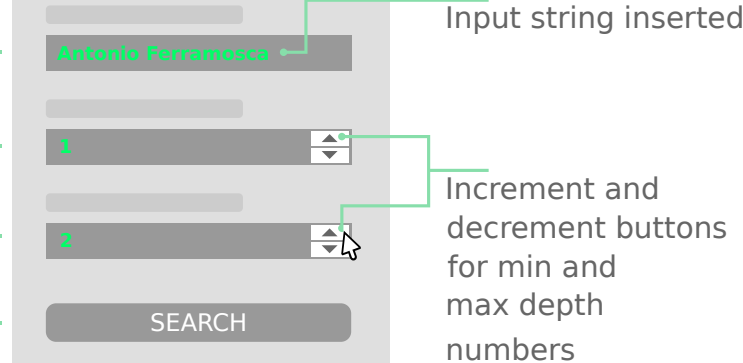 Input string inserted
Antonio Ferramosca
1
2
SEARCH
Increment and
decrement buttons
for min and
max depth
numbers